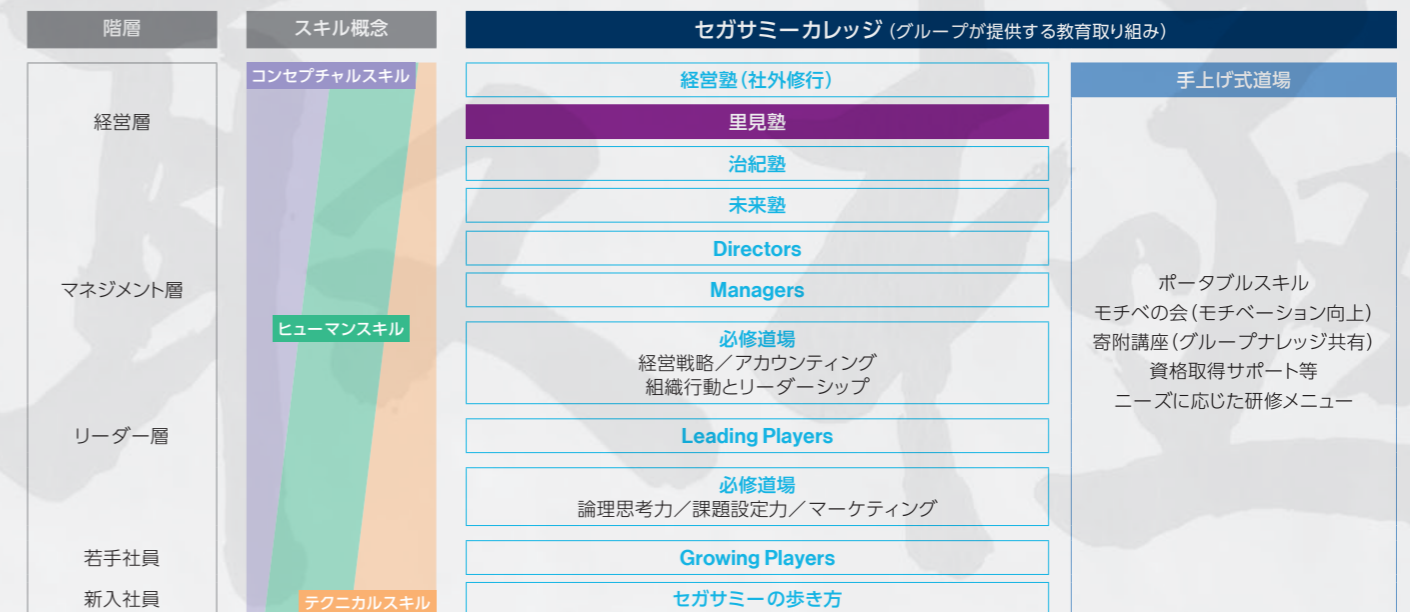 階層
スキル概念
セガサミーカレッジ（グループが提供する教育取り組み）
コンセプチャルスキル
経営塾（社外修行）
手上げ式道場
経営層
里見塾
治紀塾
未来塾
Directors
マネジメント層
Managers
ヒューマンスキル
必修道場
経営戦略／アカウンティング
組織行動とリーダーシップ
ポータブルスキル
モチベの会（モチベーション向上）
寄附講座（グループナレッジ共有）
資格取得サポート等
ニーズに応じた研修メニュー
リーダー層
Leading Players
必修道場
論理思考力／課題設定力／マーケティング
若手社員
Growing Players
新入社員
テクニカルスキル
セガサミーの歩き方